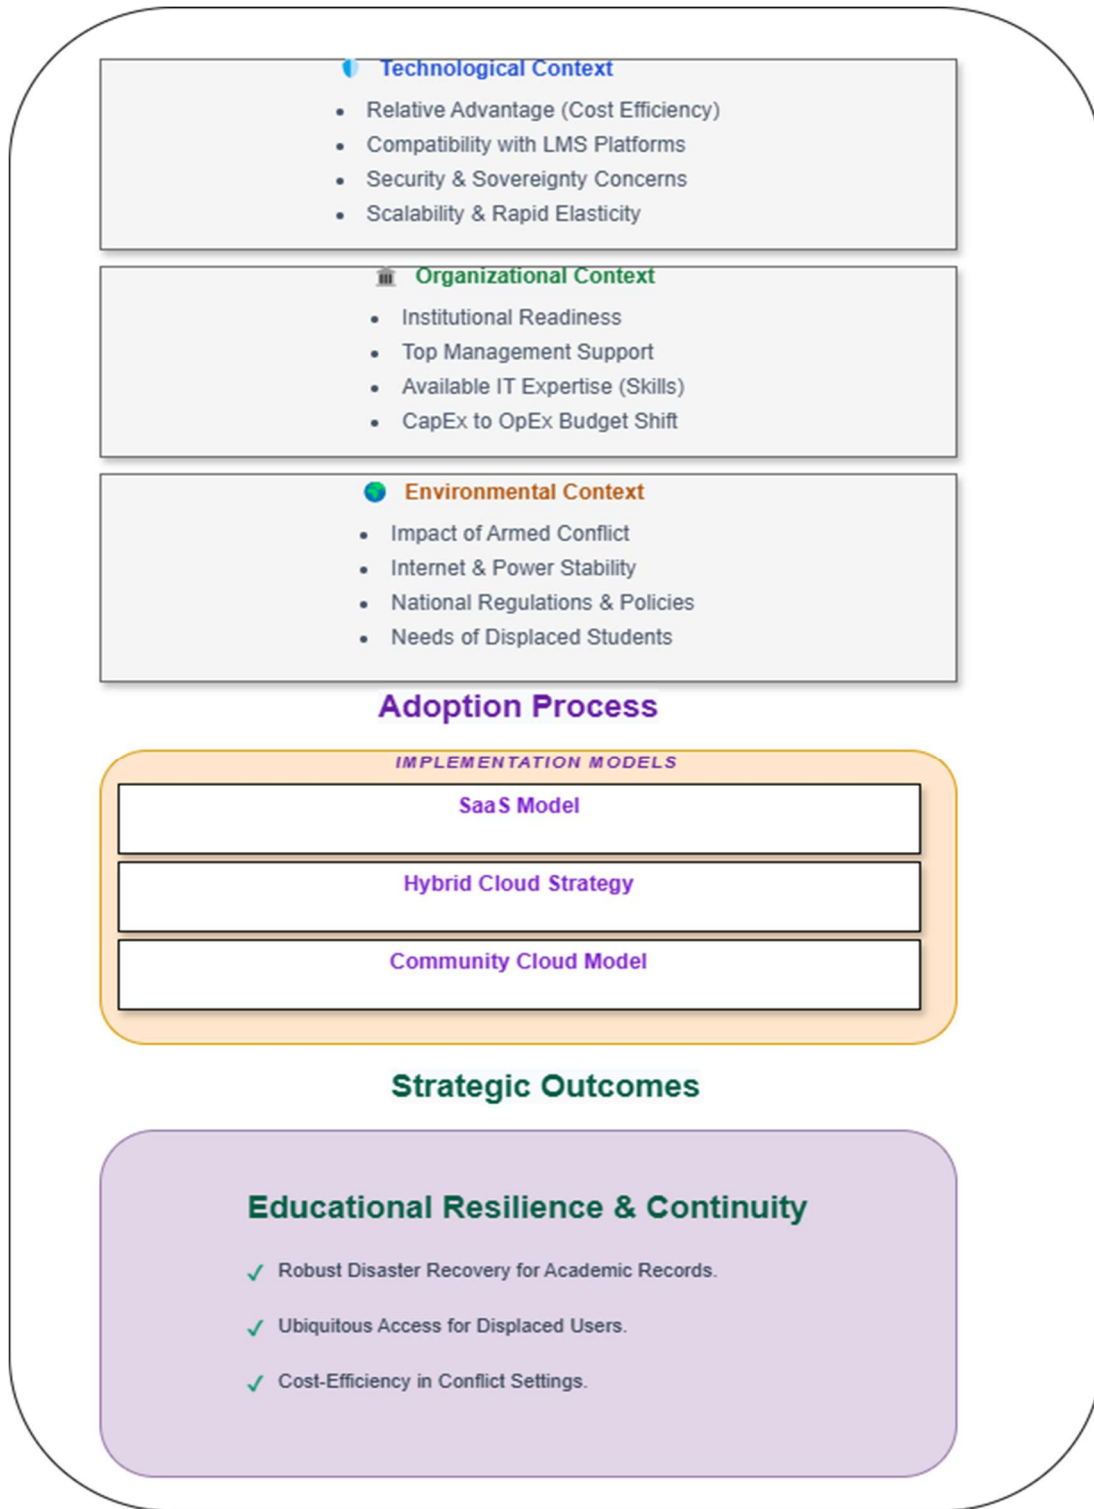 Technological Context
• Relative Advantage (Cost Efficiency)
• Compatibility with LMS Platforms
• Security & Sovereignty Concerns
• Scalability & Rapid Elasticity
Organizational Context
• Institutional Readiness
• Top Management Support
• Available IT Expertise (Skills)
• CapEx to OpEx Budget Shift
Environmental Context
• Impact of Armed Conflict
• Internet & Power Stability
• National Regulations & Policies
• Needs of Displaced Students
Adoption Process
IMPLEMENTATION MODELS
SaaS Model
Hybrid Cloud Strategy
Community Cloud Model
Strategic Outcomes
Educational Resilience & Continuity
✓ Robust Disaster Recovery for Academic Records.
✓ Ubiquitous Access for Displaced Users.
✓ Cost-Efficiency in Conflict Settings.